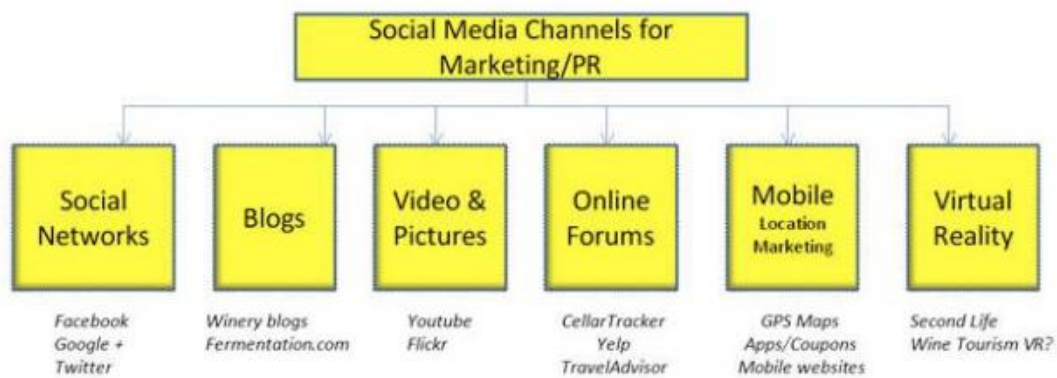 Social Media Channels for
Marketing/PR
Social
Networks
Blogs
Video &
Pictures
Online
Forums
Mobile
Location
Marketing
Virtual
Reality
Facebook
Google +
Twitter
Winery blogs
Fermentation.com
Youtube
Flickr
CellarTracker
Yelp
TravelAdvisor
GPS Maps
Apps/Coupons
Mobile websites
Second Life
Wine Tourism VR?